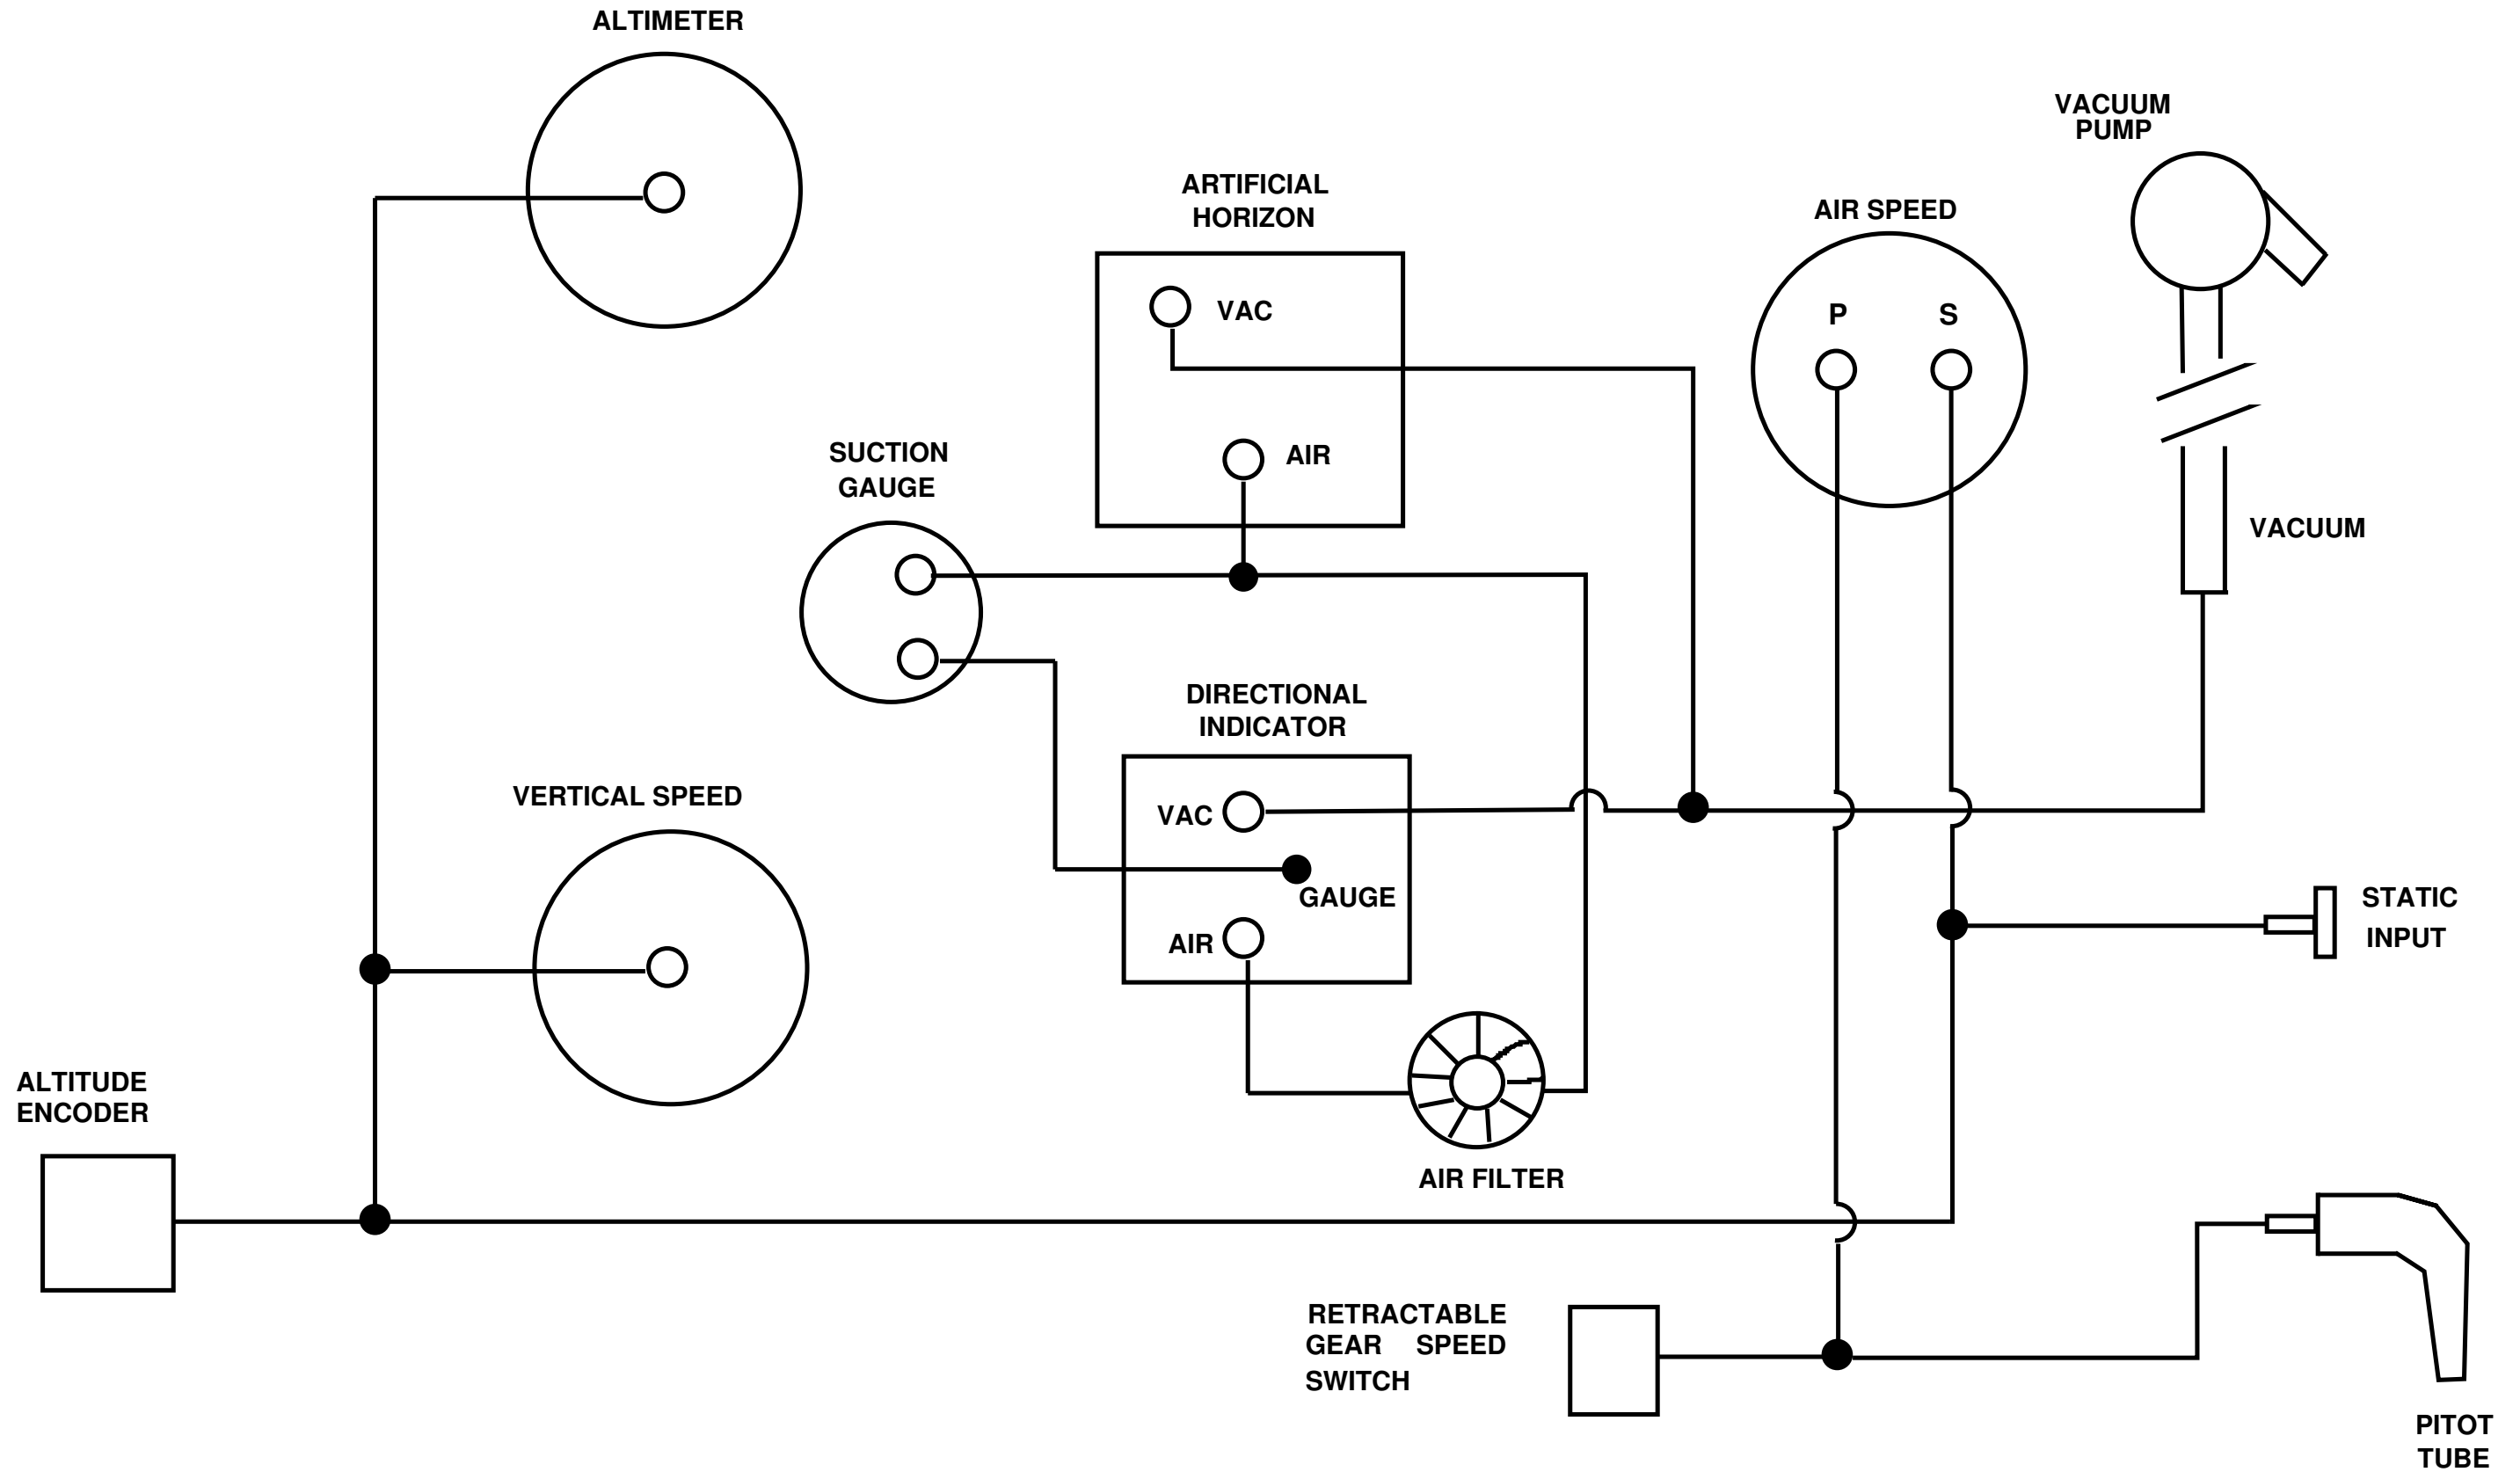 ALTIMETER
VACUUM
PUMP
ARTIFICIAL
HORIZON
AIR SPEED
VAC
P
S
AIR
SUCTION
GAUGE
VACUUM
DIRECTIONAL
INDICATOR
VERTICAL SPEED
VAC
GAUGE
AIR
STATIC
INPUT
ALTITUDE
ENCODER
AIR FILTER
RETRACTABLE
GEAR SPEED
SWITCH
PITOT
TUBE